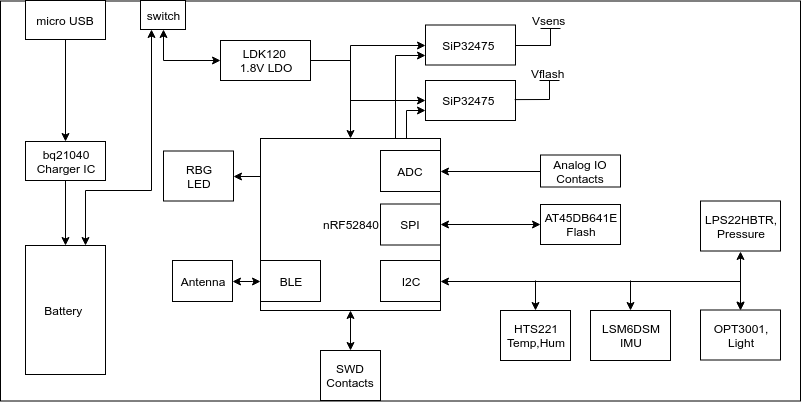 micro USB
switch
LDK120
1.8V LDO
SiP32475
Vsens
SiP32475
Vflash
bq21040
Charger IC
RBG
LED
ADC
Analog IO
Contacts
nRF52840
SPI
AT45DB641E
Flash
LPS22HBTR,
Pressure
Antenna
BLE
I2C
Battery
HTS221
Temp,Hum
LSM6DSM
IMU
OPT3001,
Light
SWD
Contacts